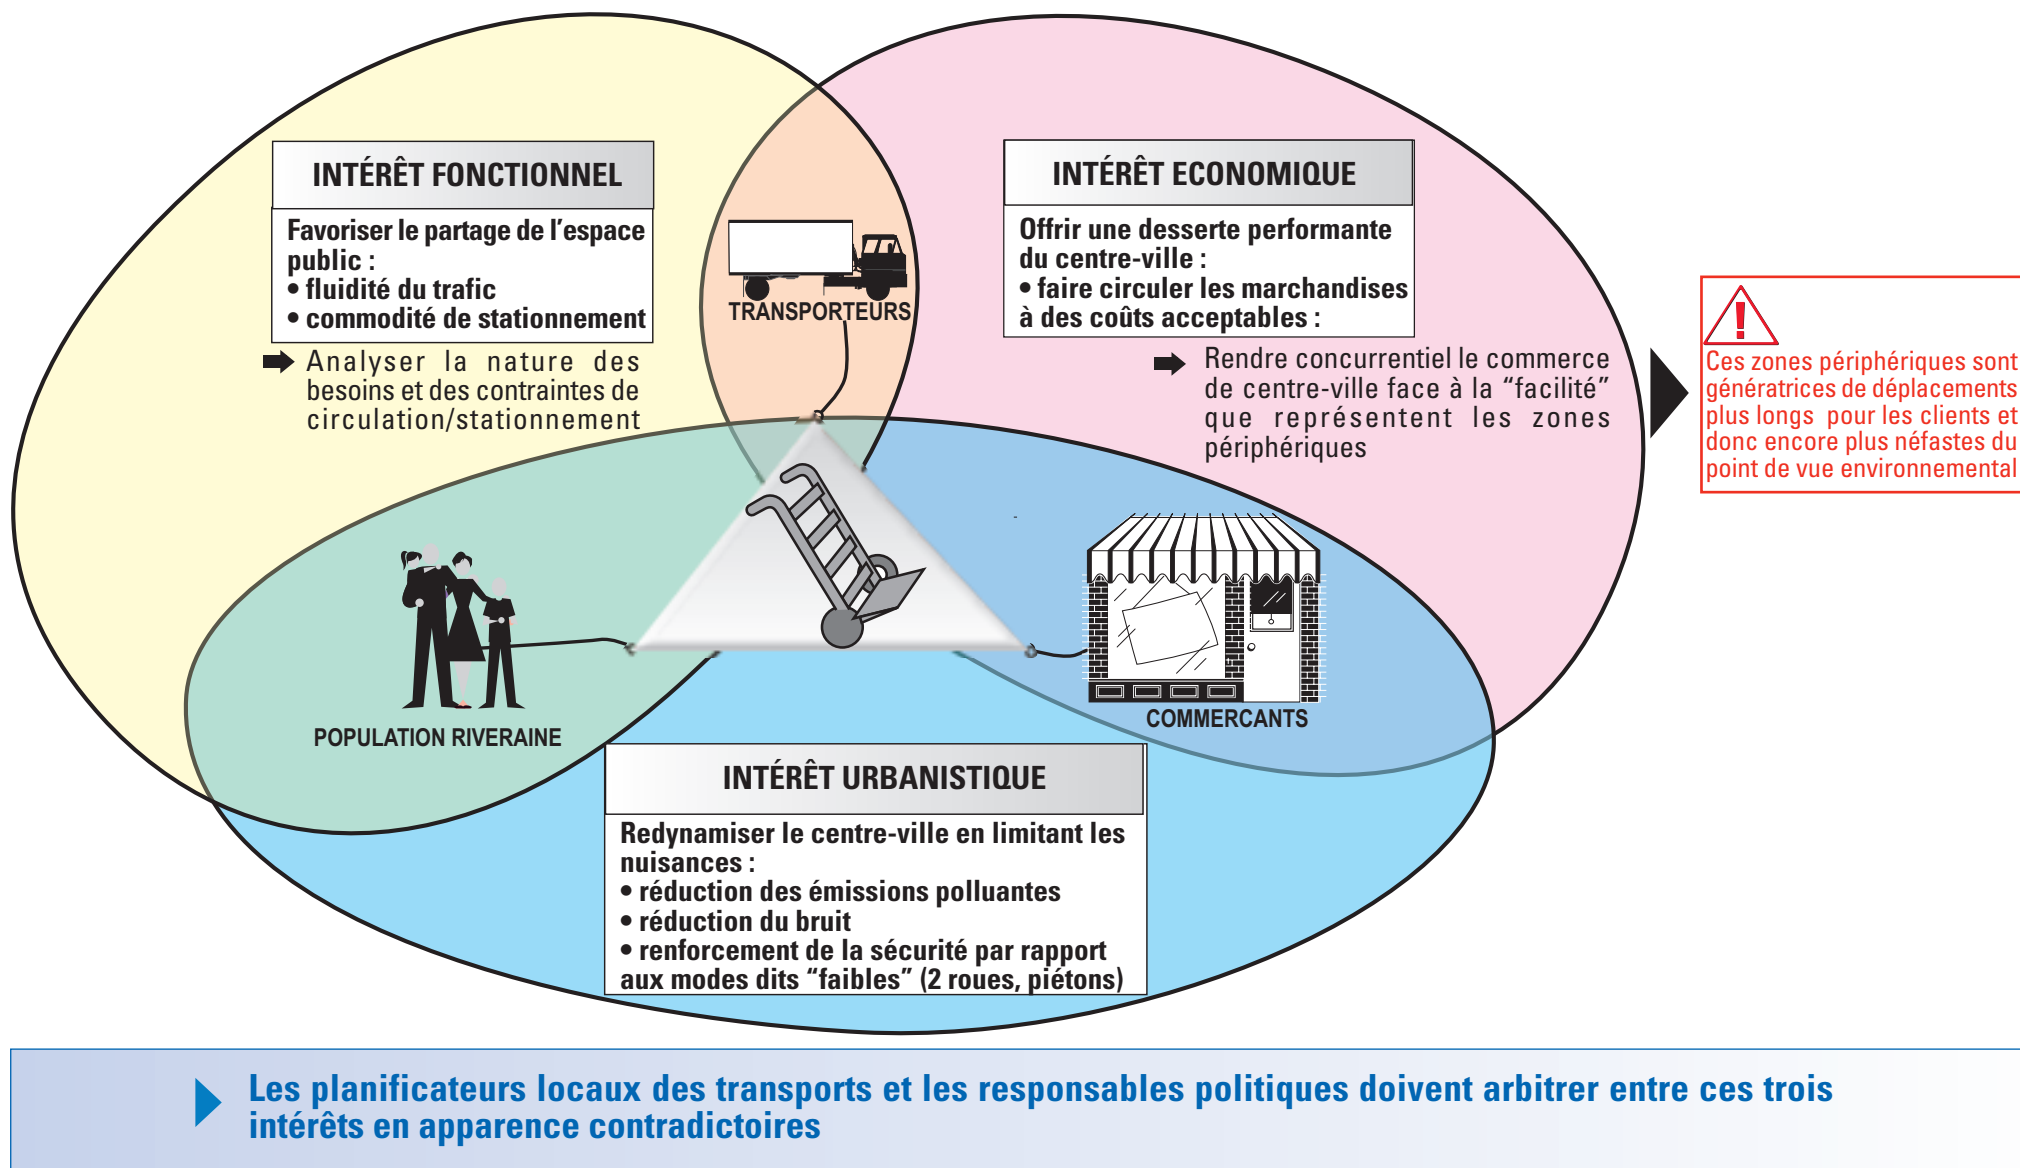 INTÉRÊT FONCTIONNEL
Favoriser le partage de l’espace
public :
• fluidité du trafic
• commodité de stationnement
Analyser la nature des
besoins et des contraintes de
circulation/stationnement
TRANSPORTEURS
INTÉRÊT ECONOMIQUE
Offrir une desserte performante
du centre-ville :
• faire circuler les marchandises
à des coûts acceptables :
Rendre concurrentiel le commerce
de centre-ville face à la “facilité”
que représentent les zones
périphériques
!
Ces zones périphériques sont
génératrices de déplacements
plus longs pour les clients et
donc encore plus néfastes du
point de vue environnemental
POPULATION RIVERAINE
COMMERCANTS
INTÉRÊT URBANISTIQUE
Redynamiser le centre-ville en limitant les
nuisances :
• réduction des émissions polluantes
• réduction du bruit
• renforcement de la sécurité par rapport
aux modes dits “faibles” (2 roues, piétons)
Les planificateurs locaux des transports et les responsables politiques doivent arbitrer entre ces trois
intérêts en apparence contradictoires